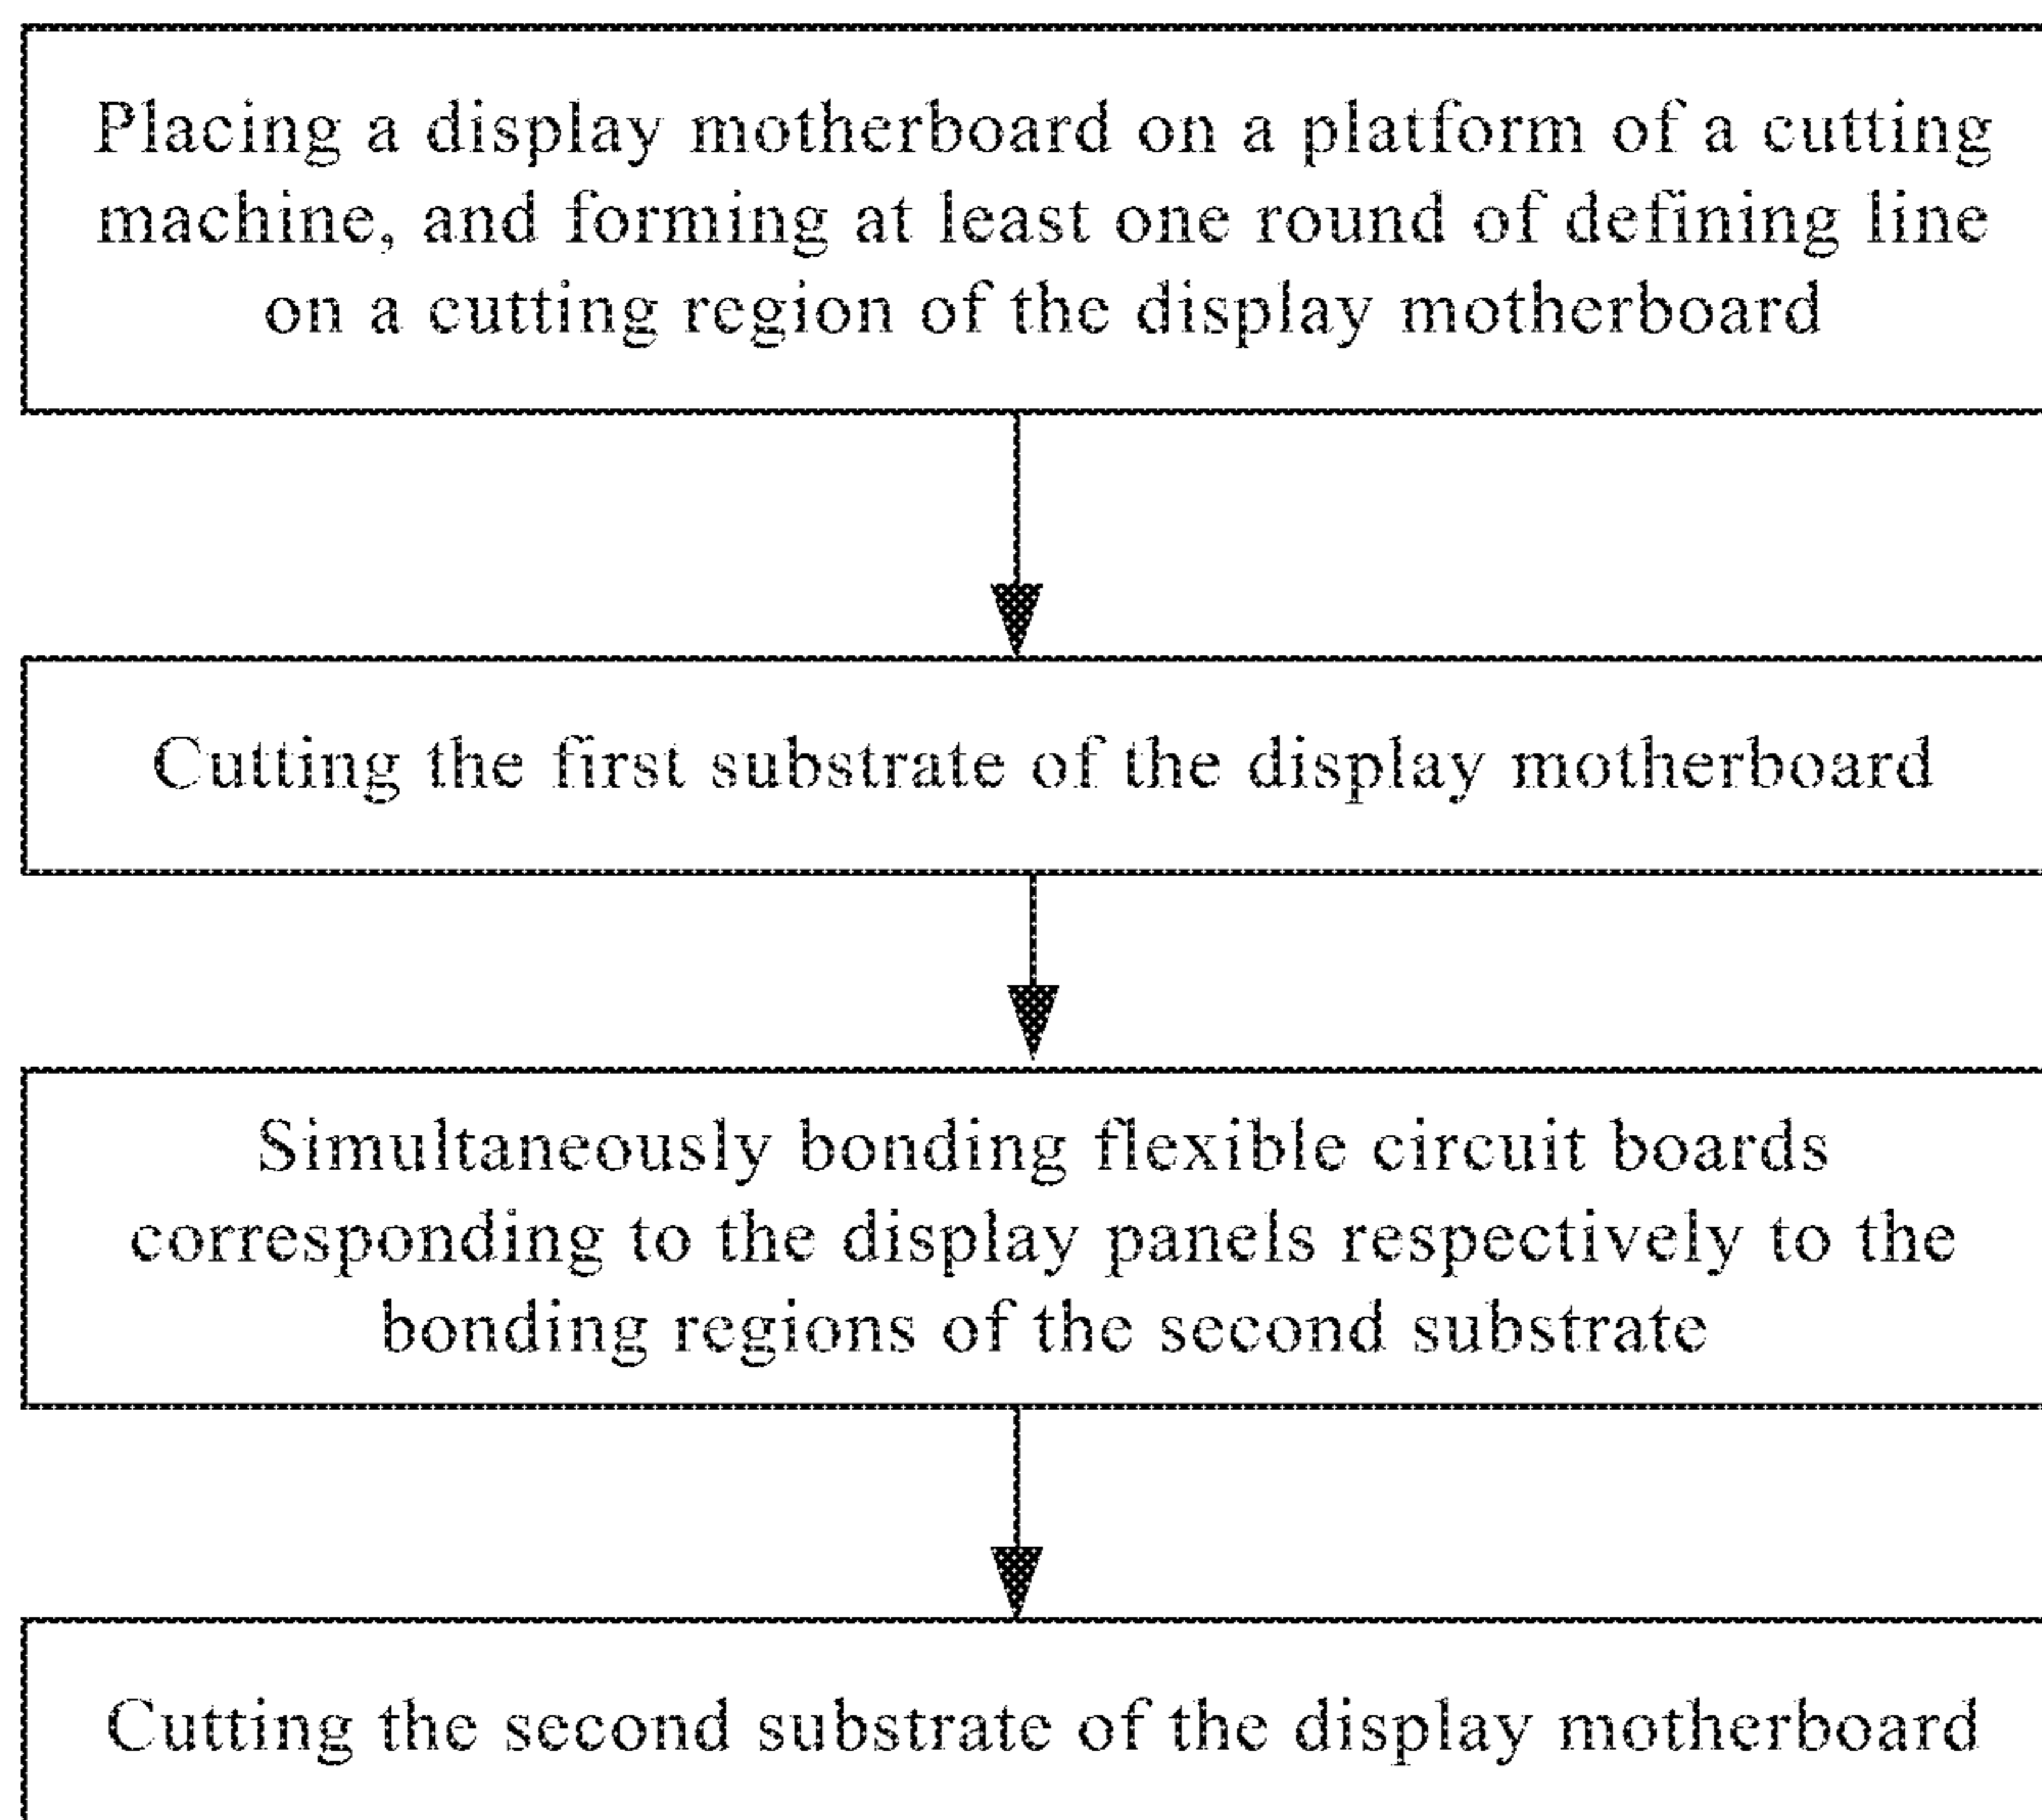 Placing a display motherboard on a platform of a cutting
machine, and forming at least one round of defining line
on a cutting region of the display motherboard
Cutting the first substrate of the display motherboard
Simultaneously bonding flexible circuit boards
corresponding to the display panels respectively to the
bonding regions of the second substrate
Cutting the second substrate of the display motherboard